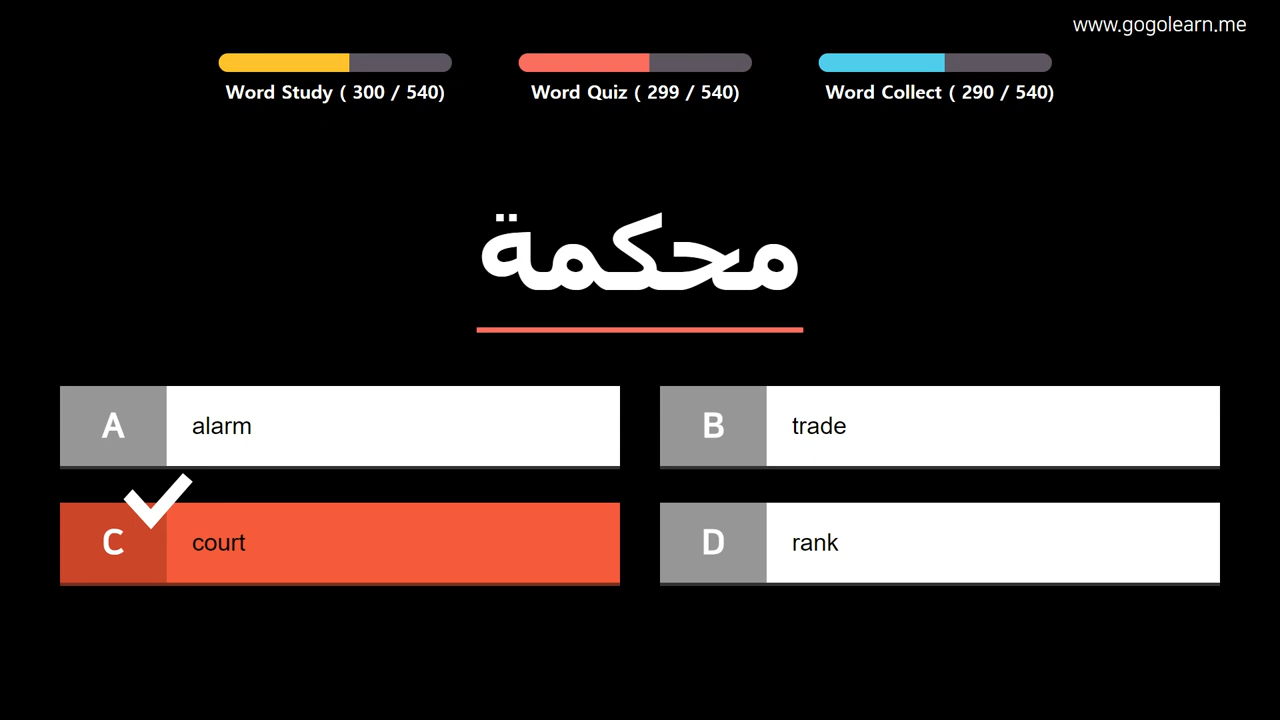 www.gogolearn.me
Word Study ( 300 / 540)
Word Quiz ( 299 / 540)
Word Collect ( 290 / 540)
محكمة
A alarm
B trade
C court
D rank